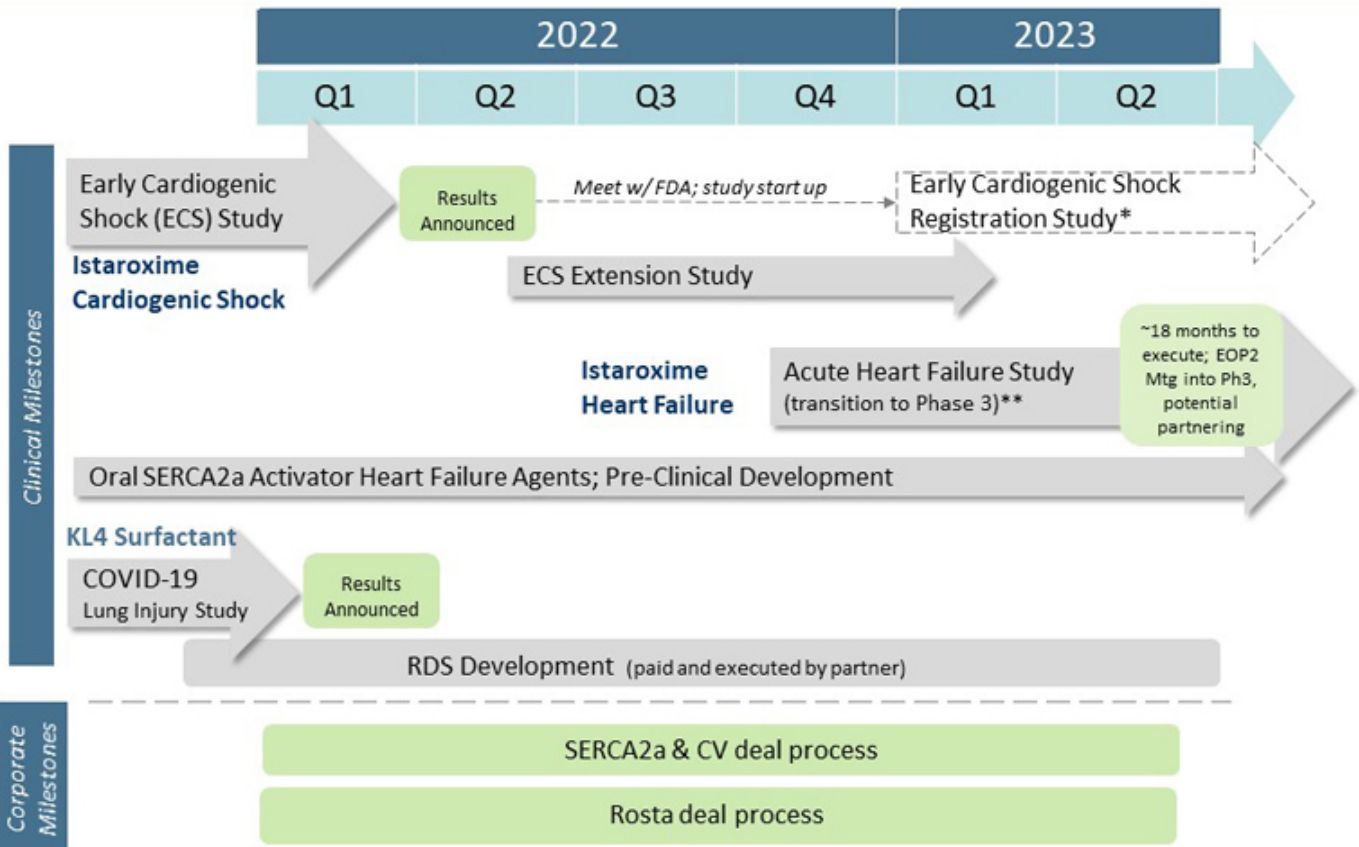 2022
2023
Q1
Q2
Q3
Q4
Q1
Q2
Clinical Milestones
Early Cardiogenic
Shock (ECS) Study
Results
Announced
Meet w/ FDA; study start up
Early Cardiogenic Shock
Registration Study*
Istaroxime
Cardiogenic Shock
ECS Extension Study
Istaroxime
Heart Failure
Acute Heart Failure Study
(transition to Phase 3)**
~18 months to
execute; EOP2
Mtg into Ph3,
potential
partnering
Oral SERCA2a Activator Heart Failure Agents; Pre-Clinical Development
KL4 Surfactant
COVID-19
Lung Injury Study
Results
Announced
RDS Development (paid and executed by partner)
Corporate
Milestones
SERCA2a & CV deal process
Rosta deal process